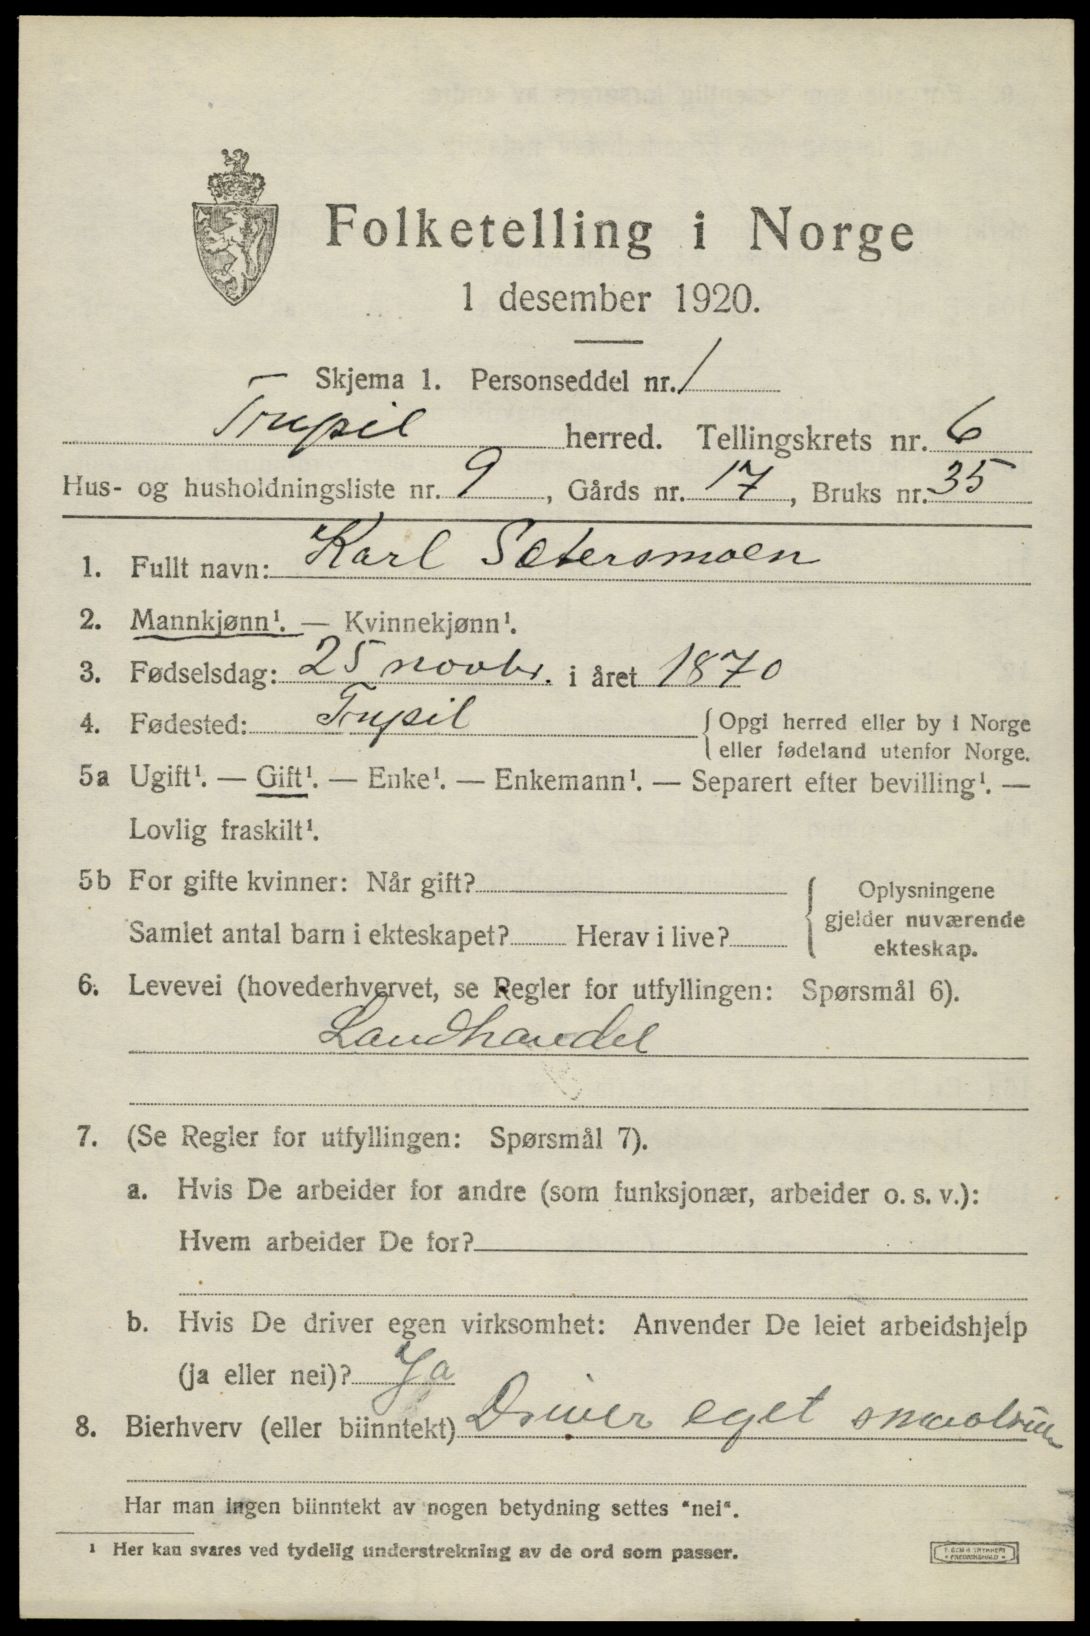 Folketelling i Norge
1 desember 1920.
Skjema 1. Personseddel nr. 1
Trysil herred. Tellingskrets nr. 6
Hus- og husholdningsliste nr. 9, Gårds nr. 17, Bruks nr. 35
1. Fullt navn: Karl Sætersmoen
2. Mannkjønn¹. — Kvinnekjønn¹.
3. Fødselsdag: 25 novbr. i året 1870
4. Fødested: Trysil { Opgi herred eller by i Norge
eller fødeland utenfor Norge.
5a Ugift¹. — Gift¹. — Enke¹. — Enkemann¹. — Separert efter bevilling¹. —
Lovlig fraskilt¹.
5b For gifte kvinner: Når gift?
Samlet antal barn i ekteskapet? Herav i live?
{ Oplysningene
gjelder nuværende
ekteskap.
6. Levevei (hovederhvervet, se Regler for utfyllingen: Spørsmål 6).
Landhandel
7. (Se Regler for utfyllingen: Spørsmål 7).
a. Hvis De arbeider for andre (som funksjonær, arbeider o. s. v.):
Hvem arbeider De for?
b. Hvis De driver egen virksomhet: Anvender De leiet arbeidshjelp
(ja eller nei)? Ja
8. Bierhverv (eller biinntekt) Driver eget
Har man ingen biinntekt av nogen betydning settes "nei".
¹ Her kan svares ved tydelig understrekning av de ord som passer.